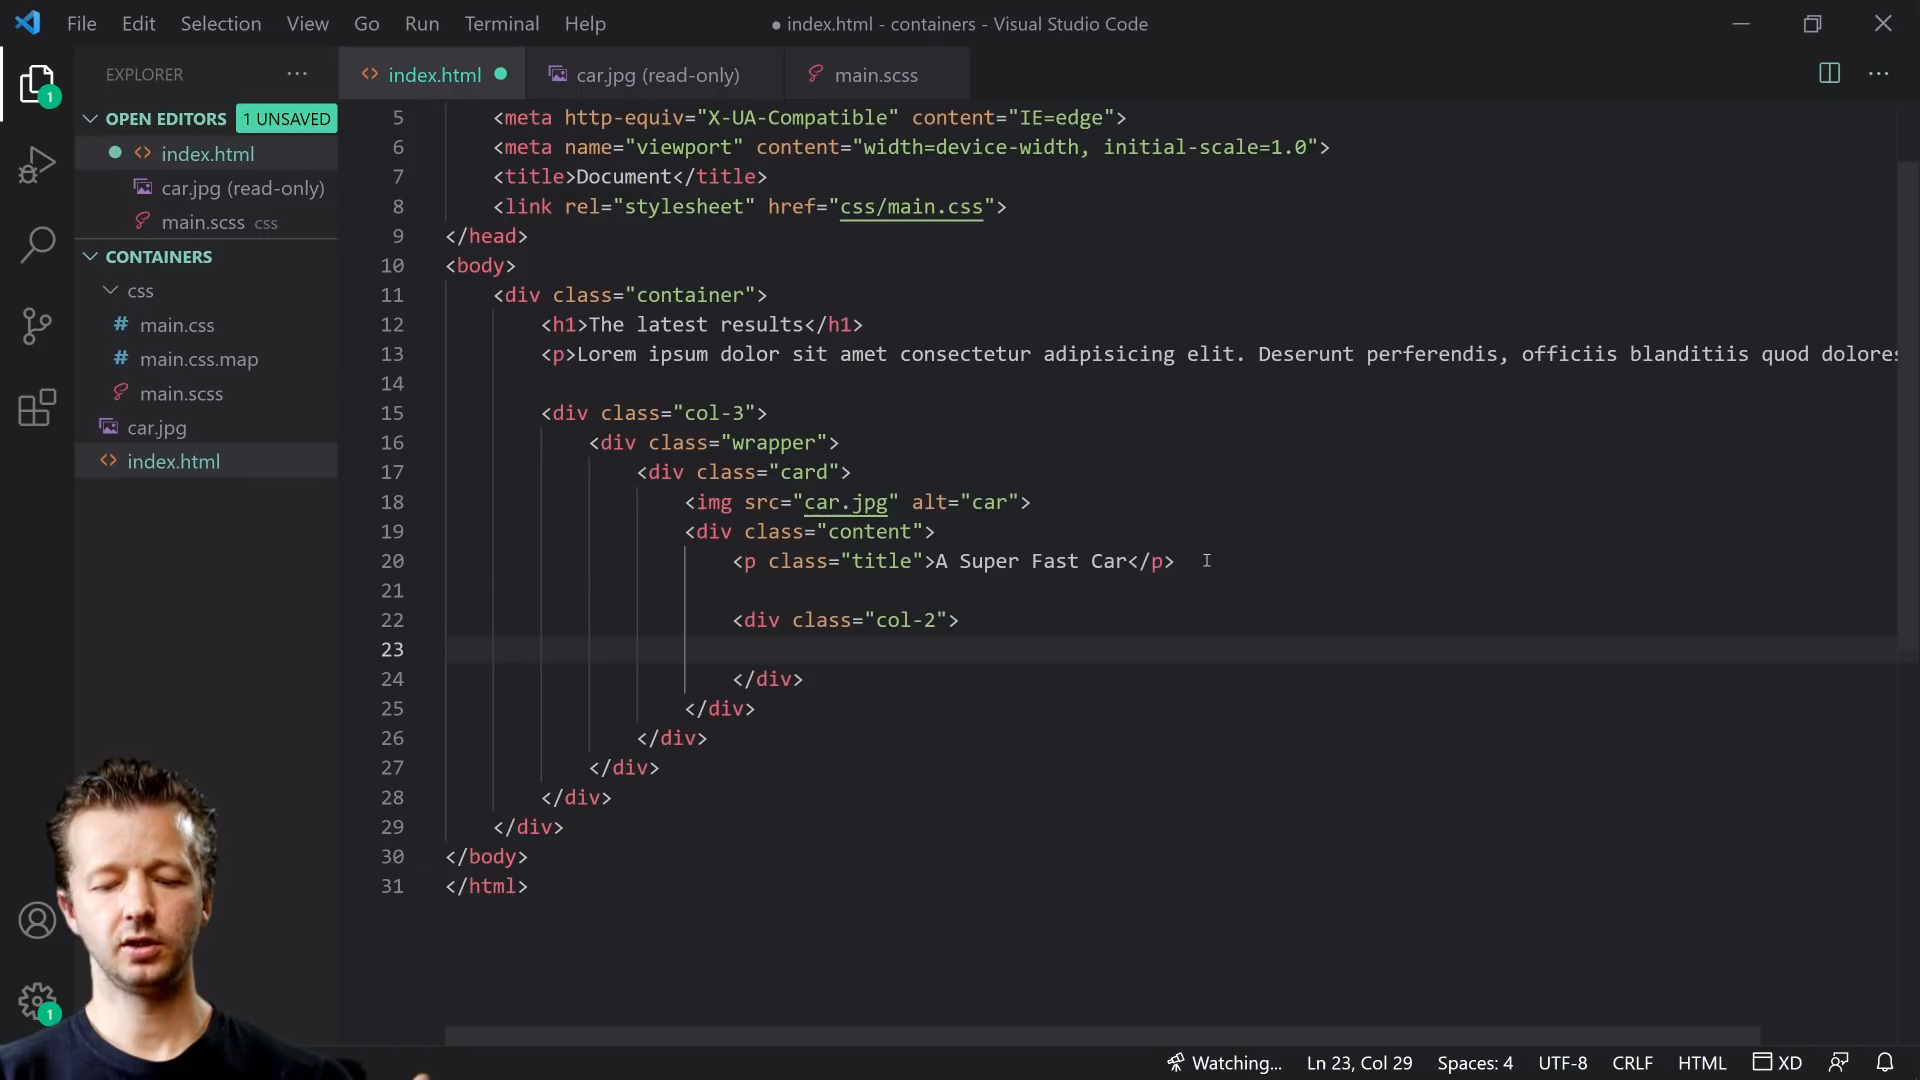 File Edit Selection View Go Run Terminal Help
● index.html - containers - Visual Studio Code
EXPLORER ···
OPEN EDITORS 1 UNSAVED
index.html
car.jpg (read-only)
main.scss css
CONTAINERS
css
# main.css
# main.css.map
main.scss
car.jpg
<> index.html
1
1
<> index.html ●
car.jpg (read-only)
main.scss
5 <meta http-equiv="X-UA-Compatible" content="IE=edge">
6 <meta name="viewport" content="width=device-width, initial-scale=1.0">
7 <title>Document</title>
8 <link rel="stylesheet" href="css/main.css">
9 </head>
10 <body>
11 <div class="container">
12 <h1>The latest results</h1>
13 <p>Lorem ipsum dolor sit amet consectetur adipisicing elit. Deserunt perferendis, officiis blanditiis quod dolores
14
15 <div class="col-3">
16 <div class="wrapper">
17 <div class="card">
18 <img src="car.jpg" alt="car">
19 <div class="content">
20 <p class="title">A Super Fast Car</p>
21
22 <div class="col-2">
23
24 </div>
25 </div>
26 </div>
27 </div>
28 </div>
29 </div>
30 </body>
31 </html>
Watching... Ln 23, Col 29 Spaces: 4 UTF-8 CRLF HTML XD